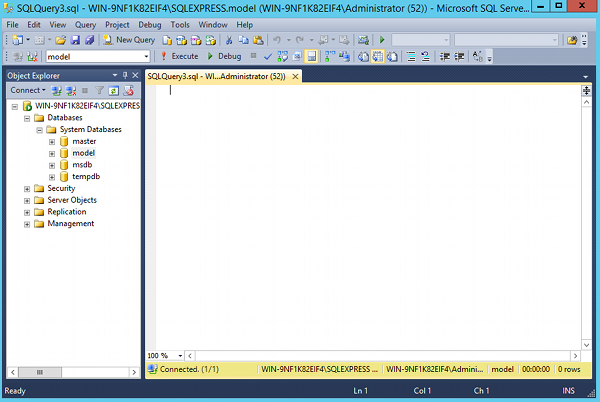 SQLQuery3.sql - WIN-9NF1K82EIF4\SQLEXPRESS.model (WIN-9NF1K82EIF4\Administrator (52)) - Microsoft SQL Serve...
File Edit View Query Project Debug Tools Window Help
New Query
model Execute Debug
Object Explorer
Connect
WIN-9NF1K82EIF4\SQLEXPRES
Databases
System Databases
master
model
msdb
tempdb
Security
Server Objects
Replication
Management
SQLQuery3.sql - WI...Administrator (52))
100 %
Connected. (1/1) WIN-9NF1K82EIF4\SQLEXPRESS ... WIN-9NF1K82EIF4\Admini... model 00:00:00 0 rows
Ready Ln 1 Col 1 Ch 1 INS